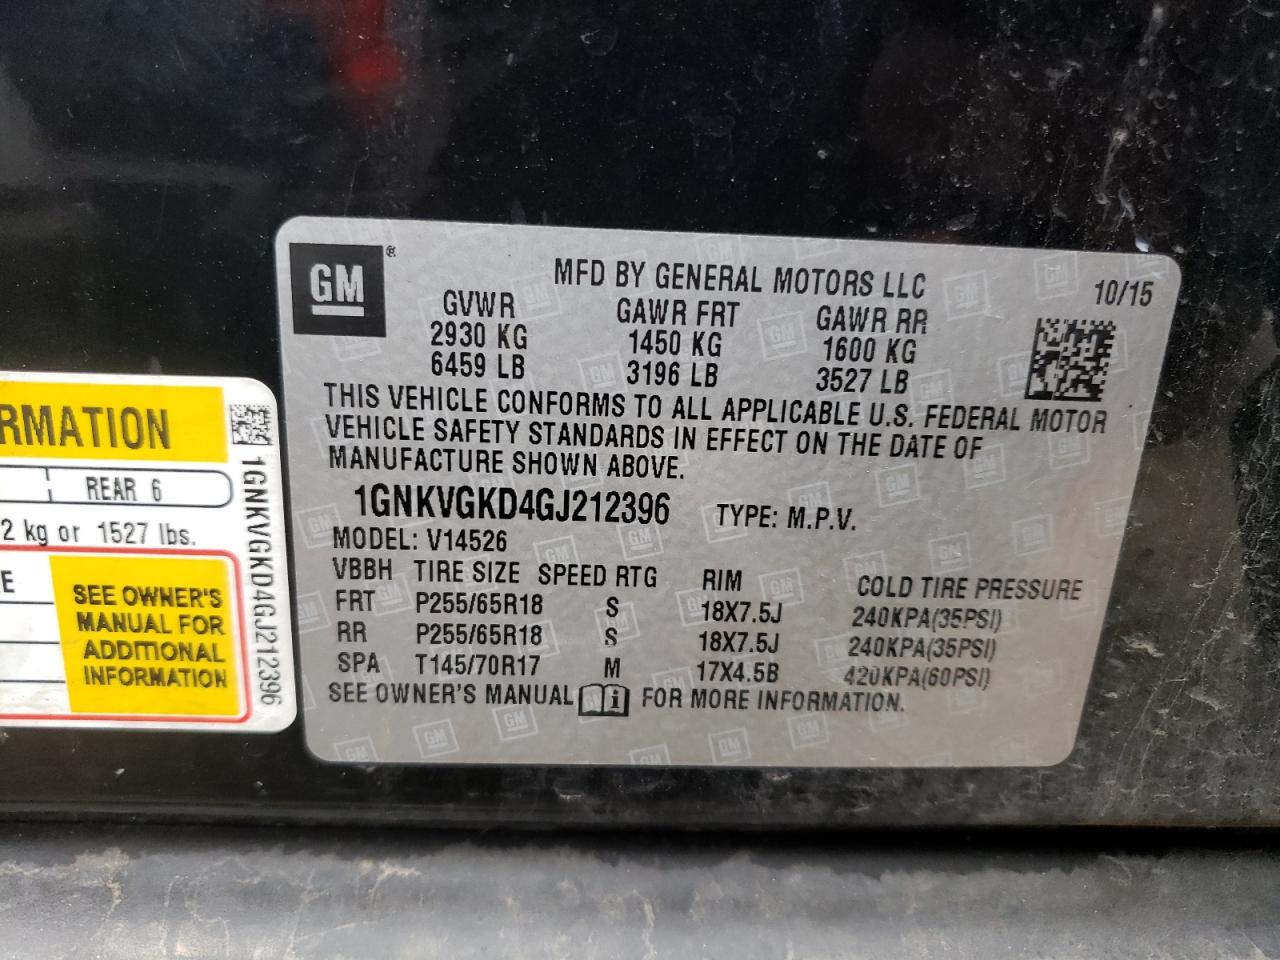 RMATION
REAR 6
2 kg or 1527 lbs.
E
SEE OWNER'S
MANUAL FOR
ADDITIONAL
INFORMATION
1GNKVGKD4GJ212396
GM®
MFD BY GENERAL MOTORS LLC
10/15
GVWR GAWR FRT GAWR RR
2930 KG 1450 KG 1600 KG
6459 LB 3196 LB 3527 LB
THIS VEHICLE CONFORMS TO ALL APPLICABLE U.S. FEDERAL MOTOR
VEHICLE SAFETY STANDARDS IN EFFECT ON THE DATE OF
MANUFACTURE SHOWN ABOVE.
1GNKVGKD4GJ212396 TYPE: M.P.V.
MODEL: V14526
VBBH TIRE SIZE SPEED RTG RIM COLD TIRE PRESSURE
FRT P255/65R18 S 18X7.5J 240KPA(35PSI)
RR P255/65R18 S 18X7.5J 240KPA(35PSI)
SPA T145/70R17 M 17X4.5B 420KPA(60PSI)
SEE OWNER'S MANUAL i FOR MORE INFORMATION.